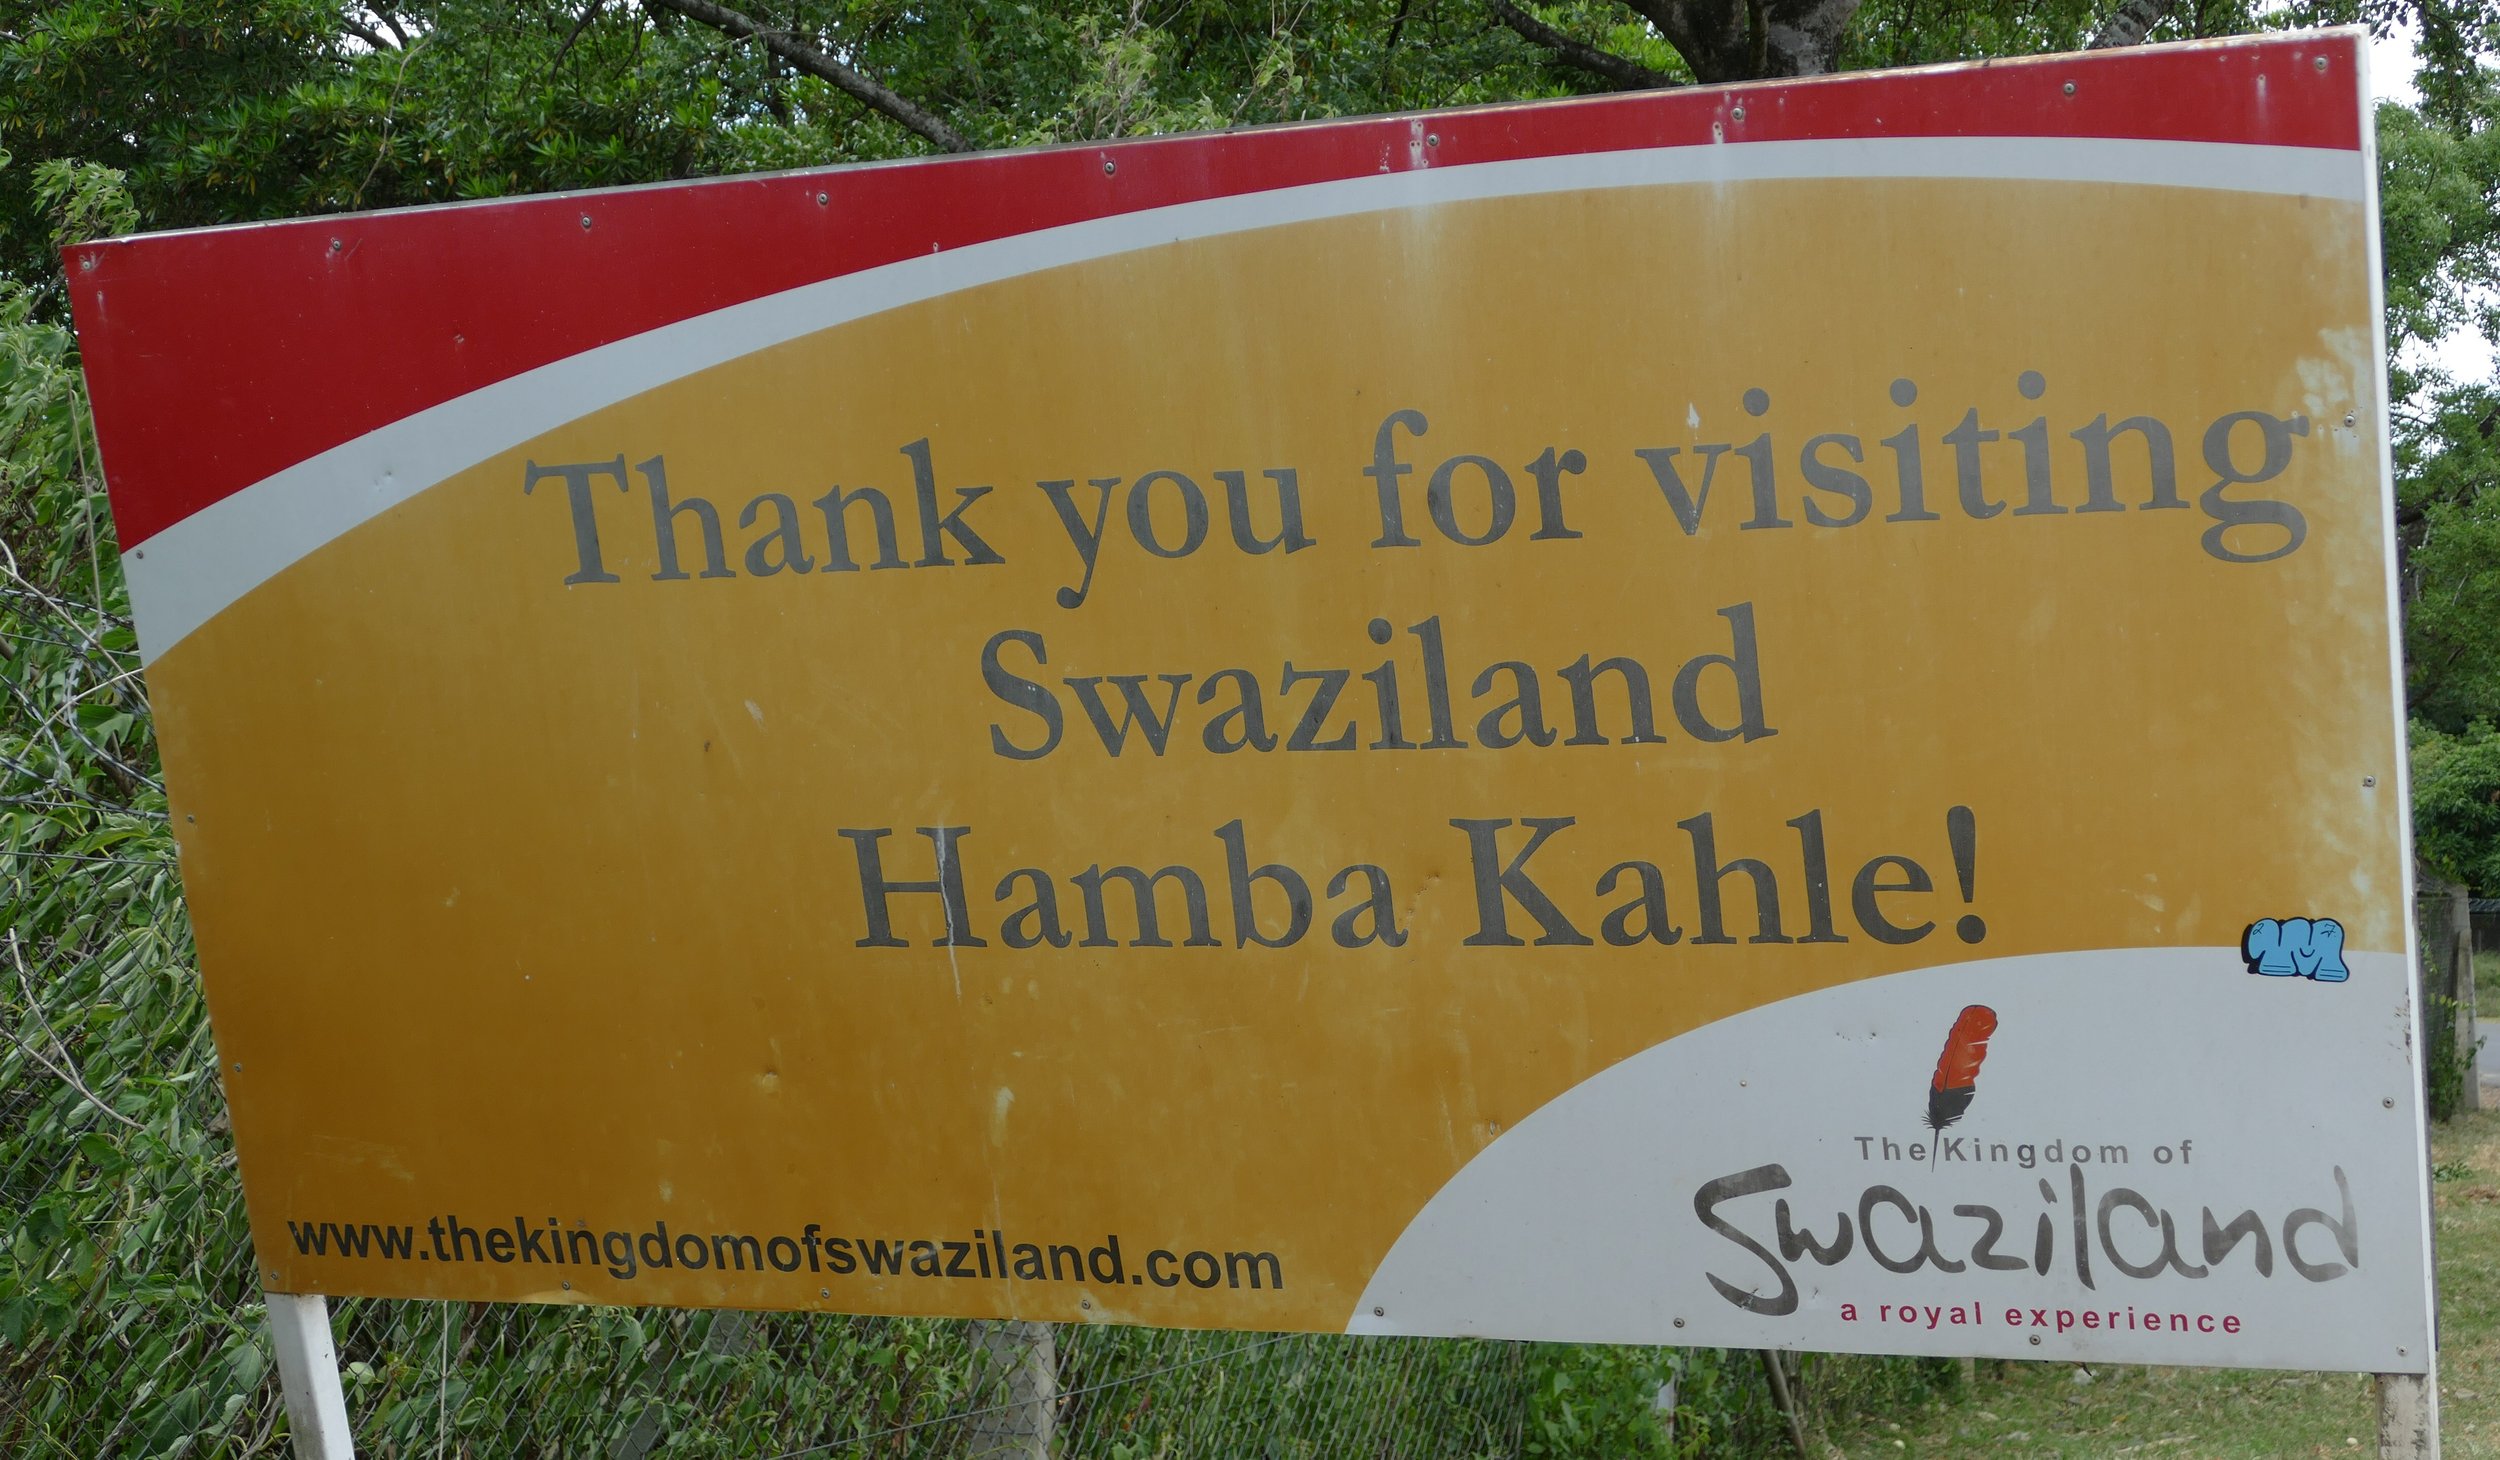 Thank you for visiting
Swaziland
Hamba Kahle!
www.thekingdomofswaziland.com
The Kingdom of
Swaziland
a royal experience